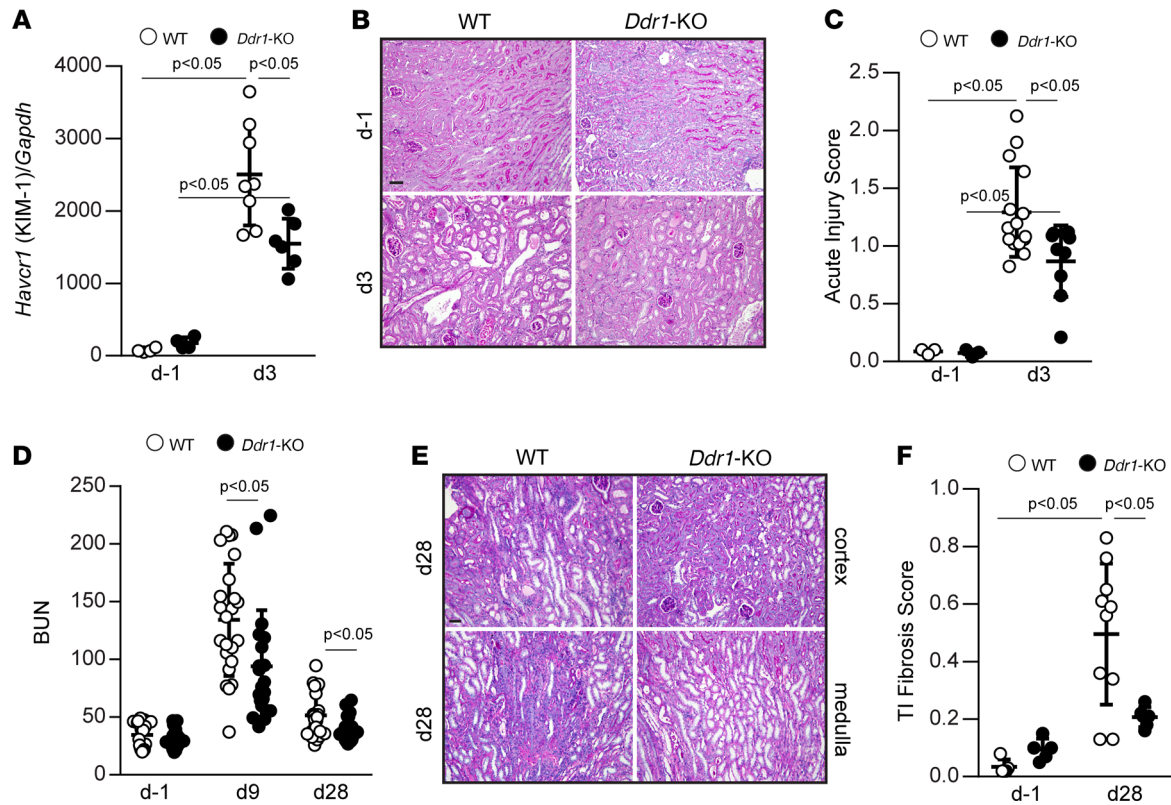 A
WT
Ddr1-KO
p<0.05
p<0.05
p<0.05
Havcr1 (KIM-1)/Gapdh
4000
3000
2000
1000
0
d-1
d3
B
WT
Ddr1-KO
d-1
d3
C
WT
Ddr1-KO
p<0.05
p<0.05
p<0.05
Acute Injury Score
2.5
2.0
1.5
1.0
0.5
0.0
d-1
d3
D
WT
Ddr1-KO
p<0.05
p<0.05
BUN
250
200
150
100
50
0
d-1
d9
d28
E
WT
Ddr1-KO
d28
cortex
d28
medulla
F
WT
Ddr1-KO
p<0.05
p<0.05
TI Fibrosis Score
1.0
0.8
0.6
0.4
0.2
0.0
d-1
d28